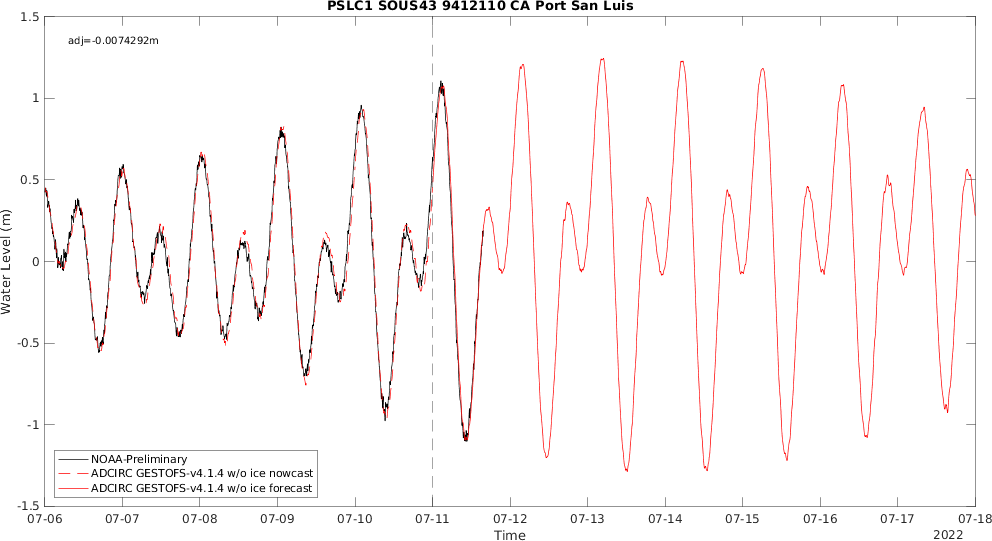 PSLC1 SOUS43 9412110 CA Port San Luis
adj=-0.0074292m
1.5
1
0.5
0
-0.5
-1
-1.5
Water Level (m)
NOAA-Preliminary
ADCIRC GESTOFS-v4.1.4 w/o ice nowcast
ADCIRC GESTOFS-v4.1.4 w/o ice forecast
07-06 07-07 07-08 07-09 07-10 07-11 07-12 07-13 07-14 07-15 07-16 07-17 07-18
Time
2022